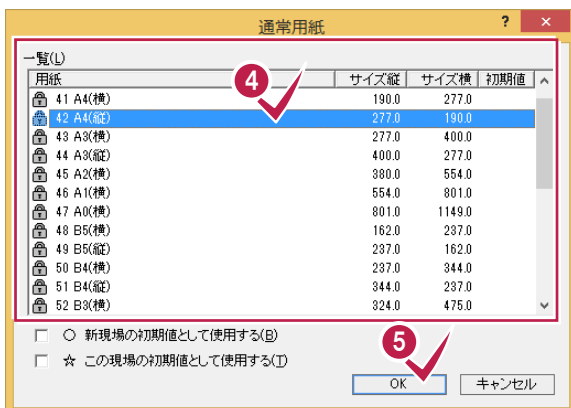 通常用紙 ? ×
一覧(L)
用紙 サイズ縦 サイズ横 初期値
4
41 A4(横) 190.0 277.0
42 A4(縦) 277.0 190.0
43 A3(横) 277.0 400.0
44 A3(縦) 400.0 277.0
45 A2(横) 380.0 554.0
46 A1(横) 554.0 801.0
47 A0(横) 801.0 1149.0
48 B5(横) 162.0 237.0
49 B5(縦) 237.0 162.0
50 B4(横) 237.0 344.0
51 B4(縦) 344.0 237.0
52 B3(横) 324.0 475.0
○ 新現場の初期値として使用する(B)
5
☆ この現場の初期値として使用する(T)
OK キャンセル